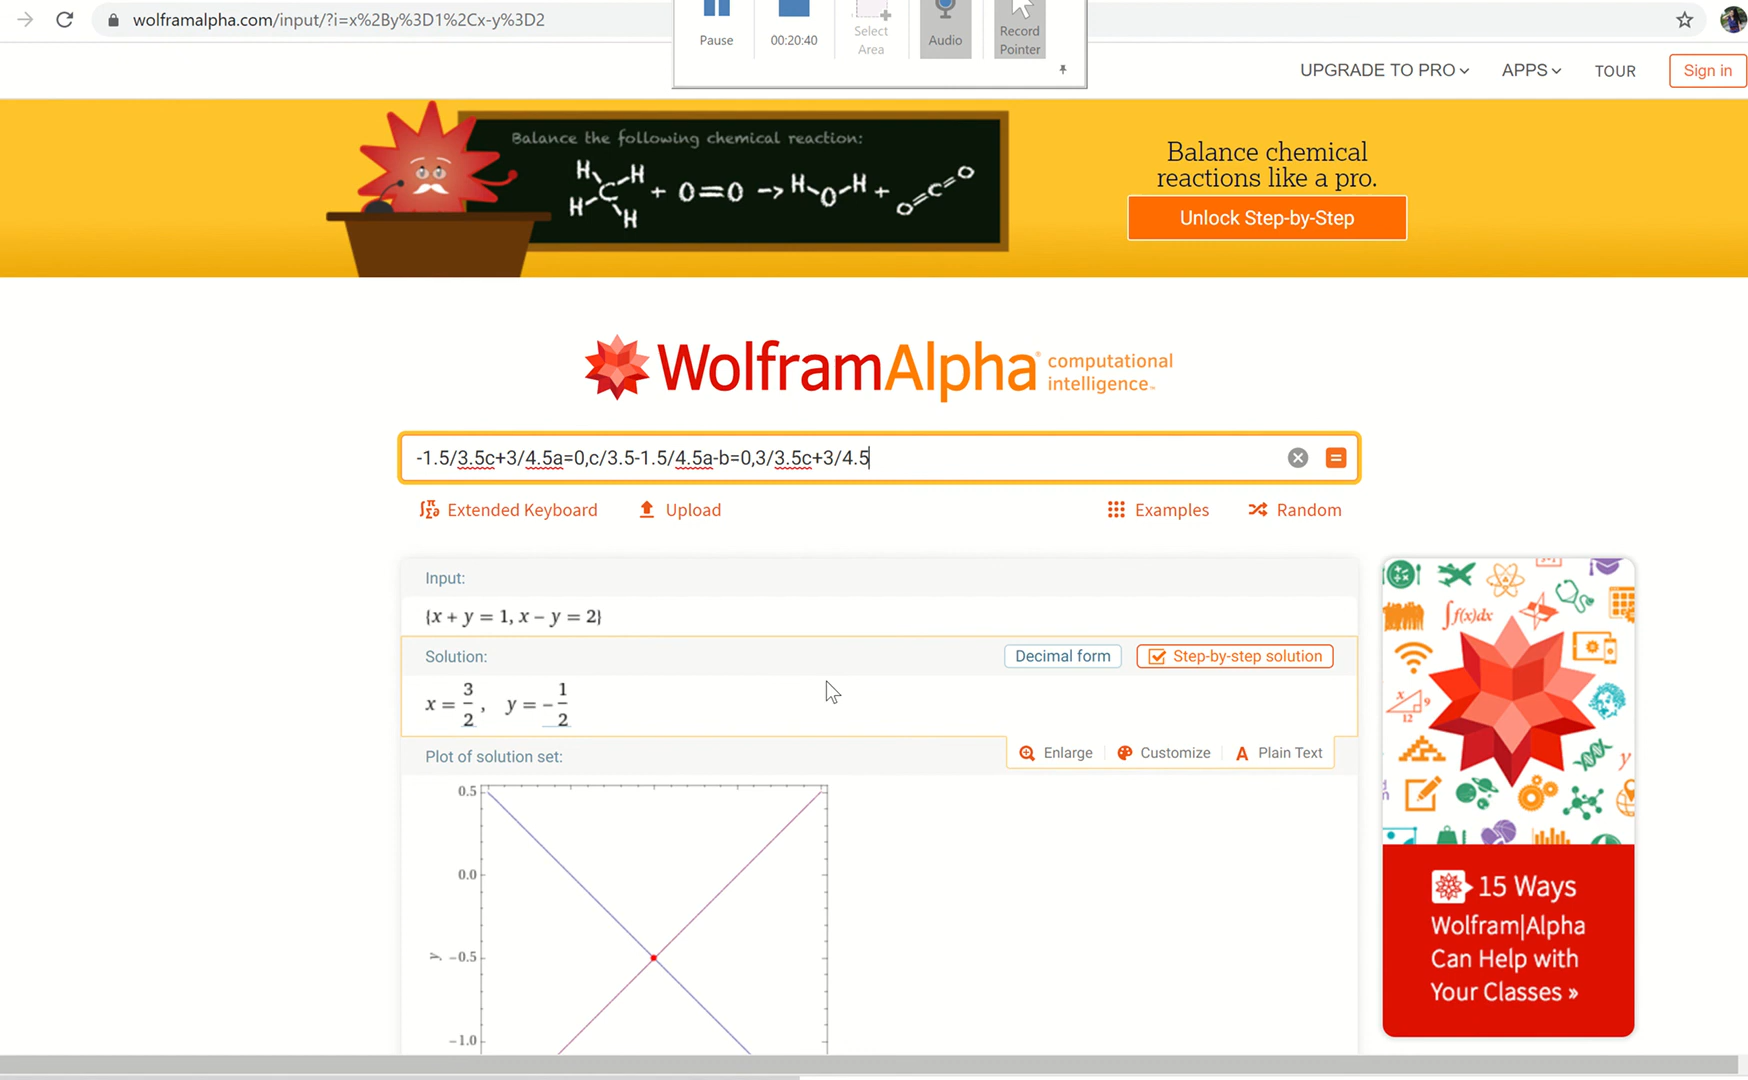 wolframalpha.com/input/?i=x%2By%3D1%2Cx-y%3D2
Pause
00:20:40
Select
Area
Audio
Record
Pointer
UPGRADE TO PRO
APPS
TOUR
Sign in
Balance the following chemical reaction:
H H C H H + O=O -> H O H + O C O
Balance chemical
reactions like a pro.
Unlock Step-by-Step
WolframAlpha computational
intelligence™
-1.5/3.5c+3/4.5a=0,c/3.5-1.5/4.5a-b=0,3/3.5c+3/4.5
Extended Keyboard
Upload
Examples
Random
Input:
{x + y = 1, x − y = 2}
Solution:
Decimal form
Step-by-step solution
x = 3/2, y = −1/2
Enlarge
Customize
A Plain Text
Plot of solution set:
0.5
0.0
y −0.5
−1.0
∫f(x)dx
x 9
12
y
15 Ways
Wolfram|Alpha
Can Help with
Your Classes »